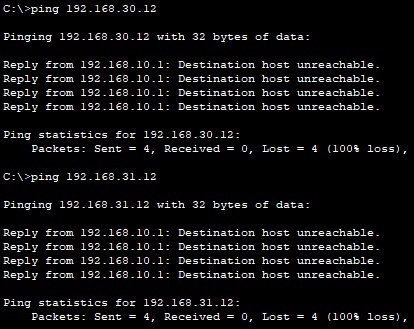 C:\>ping 192.168.30.12
Pinging 192.168.30.12 with 32 bytes of data:
Reply from 192.168.10.1: Destination host unreachable.
Reply from 192.168.10.1: Destination host unreachable.
Reply from 192.168.10.1: Destination host unreachable.
Reply from 192.168.10.1: Destination host unreachable.
Ping statistics for 192.168.30.12:
    Packets: Sent = 4, Received = 0, Lost = 4 (100% loss),
C:\>ping 192.168.31.12
Pinging 192.168.31.12 with 32 bytes of data:
Reply from 192.168.10.1: Destination host unreachable.
Reply from 192.168.10.1: Destination host unreachable.
Reply from 192.168.10.1: Destination host unreachable.
Reply from 192.168.10.1: Destination host unreachable.
Ping statistics for 192.168.31.12:
    Packets: Sent = 4, Received = 0, Lost = 4 (100% loss),